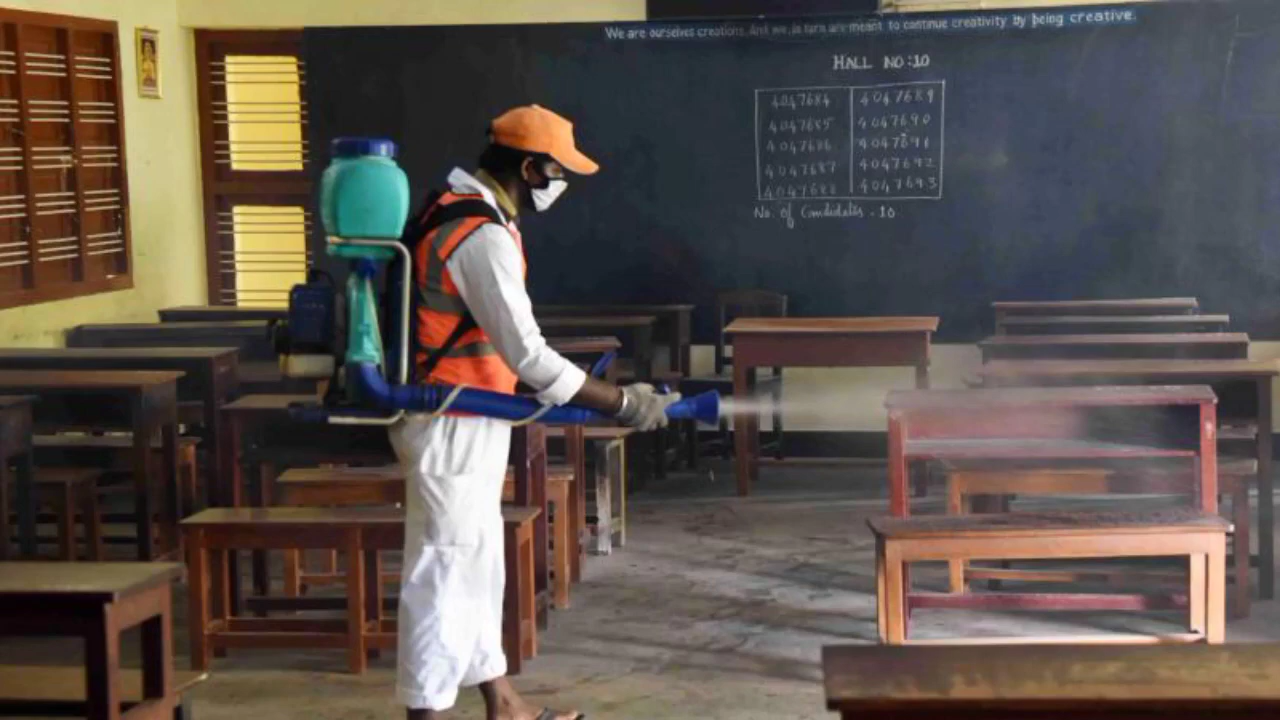 We are ourselves creations. And we, in turn are meant to continue creativity by being creative.
HALL NO:10
4047684 4047689
4047685 4047690
4047686 4047691
4047687 4047692
4047688 4047693
No. of Candidates - 10